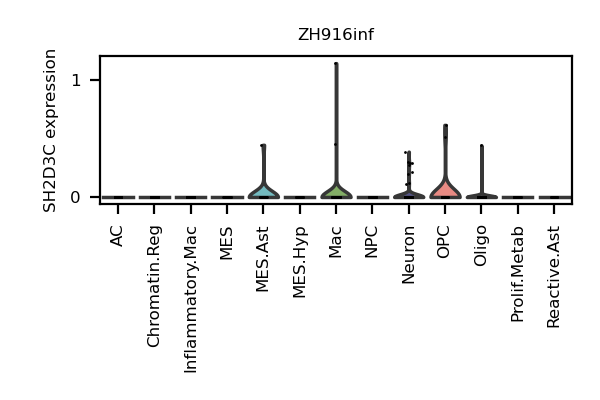 ZH916inf
SH2D3C expression
1
0
AC
Chromatin.Reg
Inflammatory.Mac
MES
MES.Ast
MES.Hyp
Mac
NPC
Neuron
OPC
Oligo
Prolif.Metab
Reactive.Ast